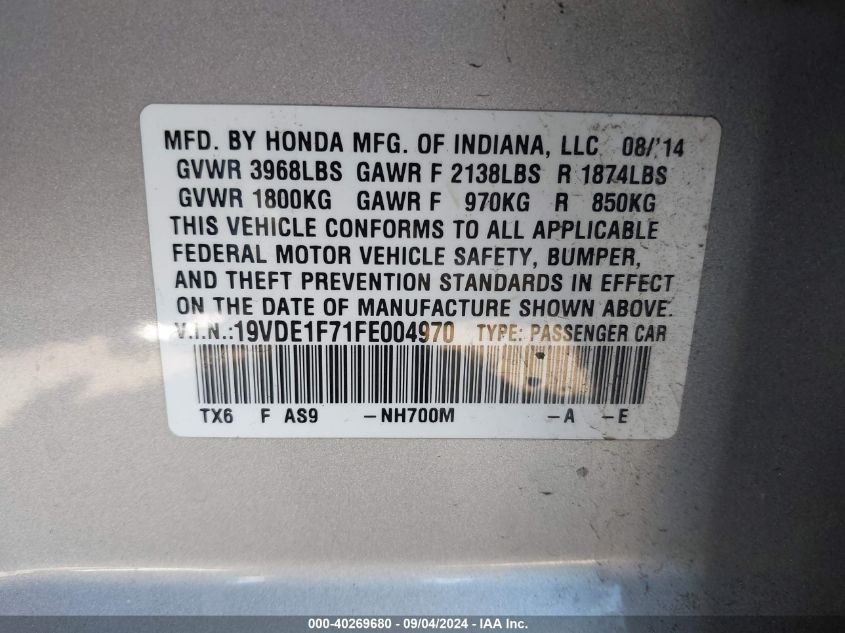 MFD. BY HONDA MFG. OF INDIANA, LLC 08/'14
GVWR 3968LBS GAWR F 2138LBS R 1874LBS
GVWR 1800KG GAWR F 970KG R 850KG
THIS VEHICLE CONFORMS TO ALL APPLICABLE
FEDERAL MOTOR VEHICLE SAFETY, BUMPER,
AND THEFT PREVENTION STANDARDS IN EFFECT
ON THE DATE OF MANUFACTURE SHOWN ABOVE.
V.I.N.:19VDE1F71FE004970 TYPE: PASSENGER CAR
TX6 F AS9 -NH700M -A -E
000-40269680 - 09/04/2024 - IAA Inc.